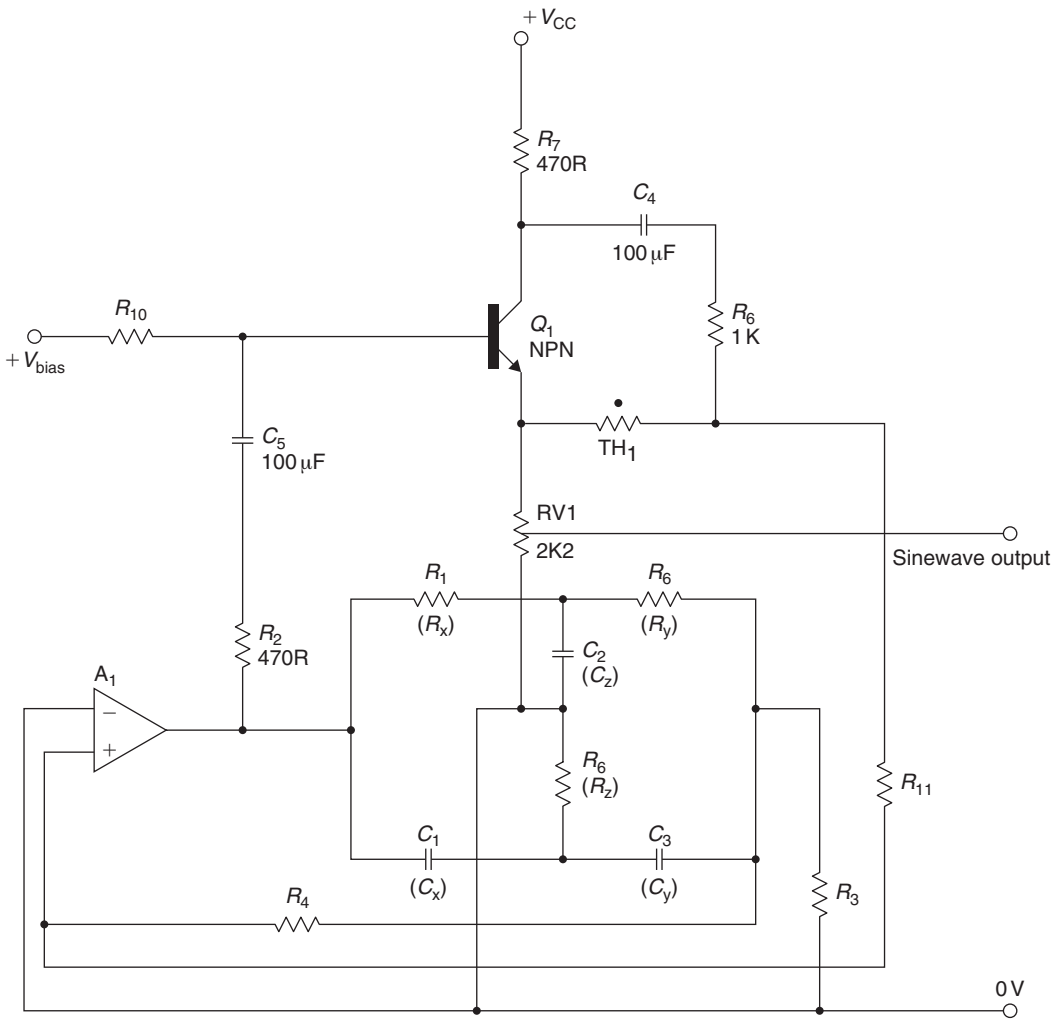 +VCC
R7
470R
C4
100 μF
R10
+Vbias
Q1
NPN
R6
1 K
C5
100 μF
TH1
RV1
2K2
Sinewave output
R1
(Rx)
R6
(Ry)
C2
(Cz)
R2
470R
A1
−
+
R6
(Rz)
R11
C1
(Cx)
C3
(Cy)
R4
R3
0 V